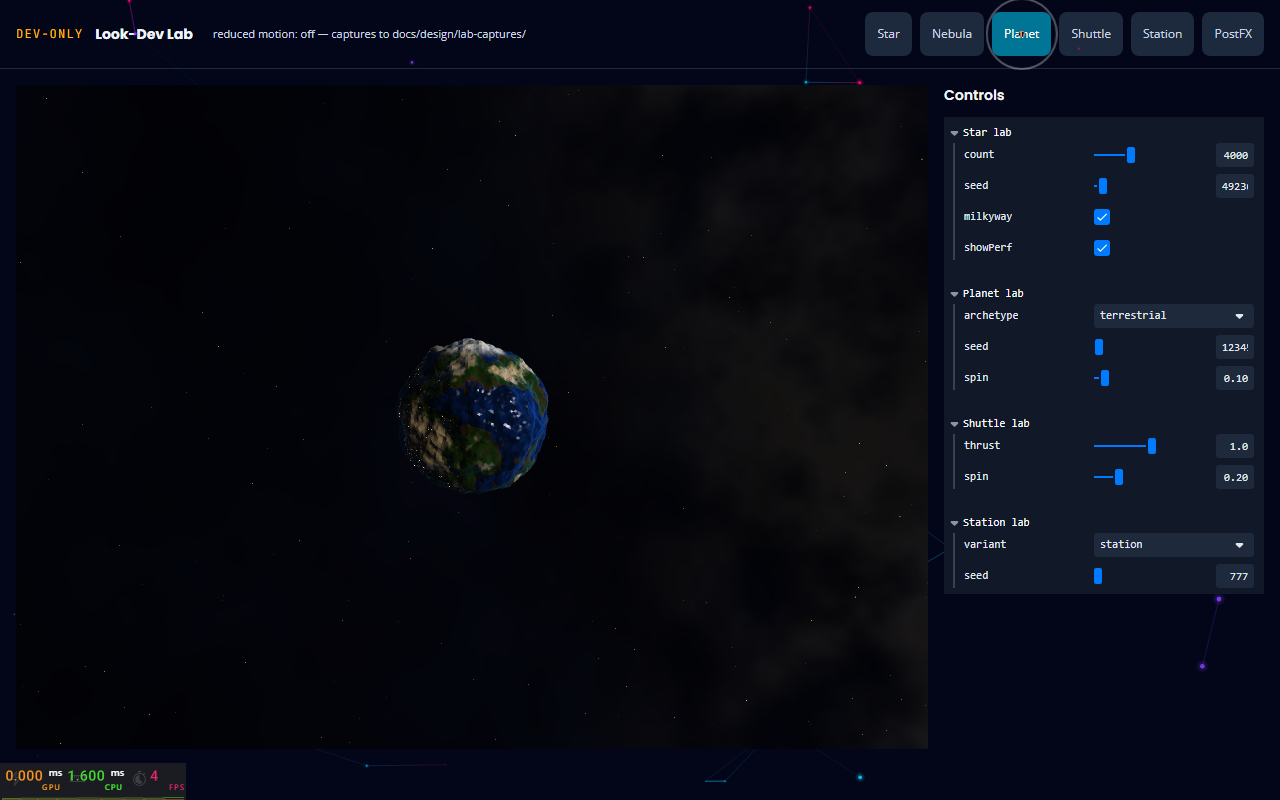 DEV-ONLY Look-Dev Lab reduced motion: off — captures to docs/design/lab-captures/ Star Nebula Planet Shuttle Station PostFX
Controls
Star lab
count 4000
seed
milkyway
showPerf
Planet lab
archetype terrestrial
seed
spin 0.10
Shuttle lab
thrust 1.0
spin 0.20
Station lab
variant station
seed 777
0.000 ms 1.600 ms 4
GPU CPU FPS